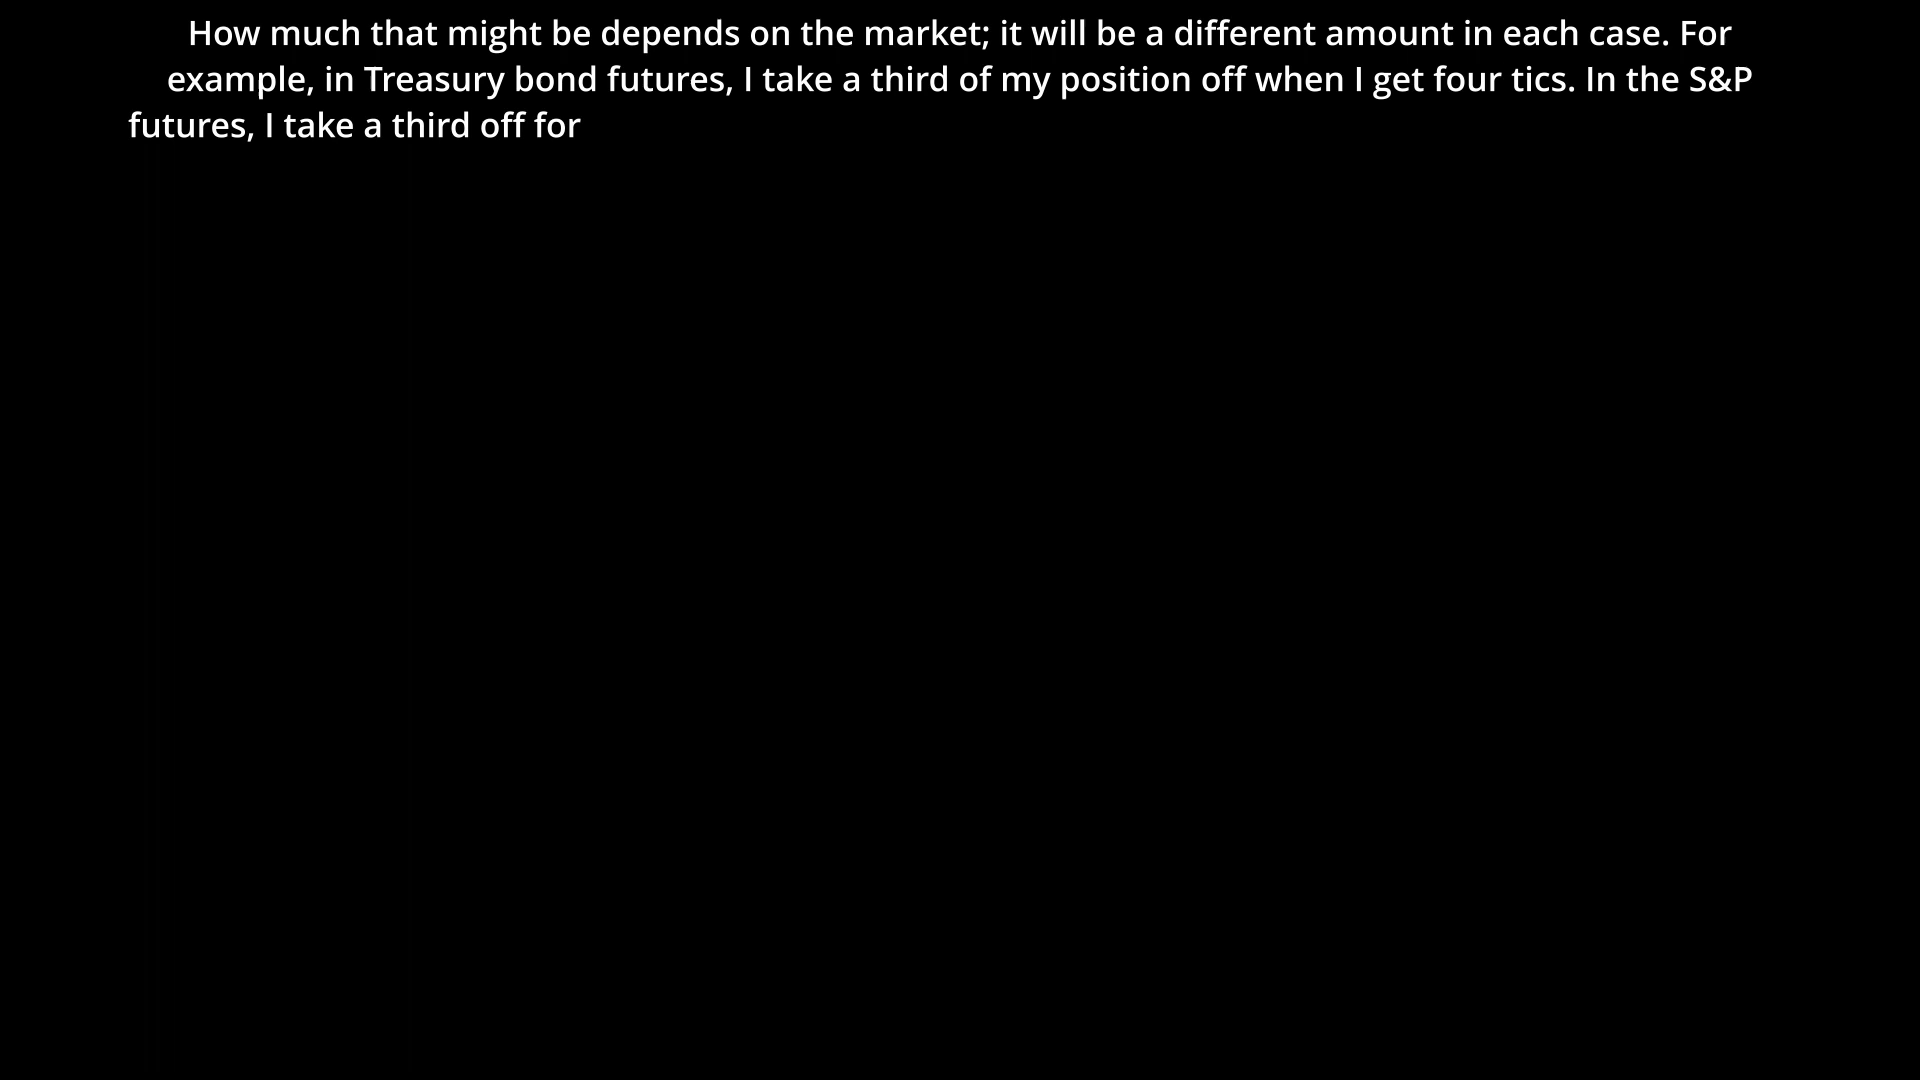 How much that might be depends on the market; it will be a different amount in each case. For
example, in Treasury bond futures, I take a third of my position off when I get four tics. In the S&P
futures, I take a third off for